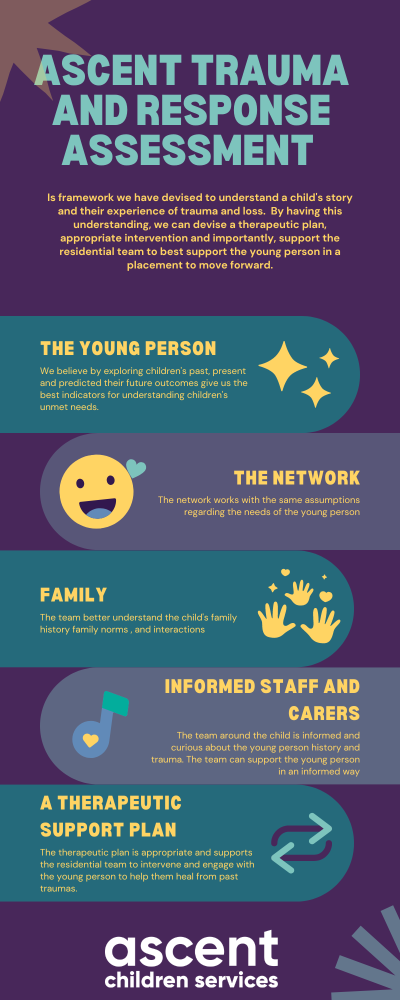 ASCENT TRAUMA
AND RESPONSE
ASSESSMENT
Is framework we have devised to understand a child's story
and their experience of trauma and loss.  By having this
understanding, we can devise a therapeutic plan,
appropriate intervention and importantly, support the
residential team to best support the young person in a
placement to move forward.
THE YOUNG PERSON
We believe by exploring children's past, present
and predicted their future outcomes give us the
best indicators for understanding children's
unmet needs.
THE NETWORK
The network works with the same assumptions
regarding the needs of the young person
FAMILY
The team better understand the child's family
history family norms , and interactions
INFORMED STAFF AND
CARERS
The team around the child is informed and
curious about the young person history and
trauma. The team can support the young person
in an informed way
A THERAPEUTIC
SUPPORT PLAN
The therapeutic plan is appropriate and supports
the residential team to intervene and engage with
the young person to help them heal from past
traumas.
ascent
children services